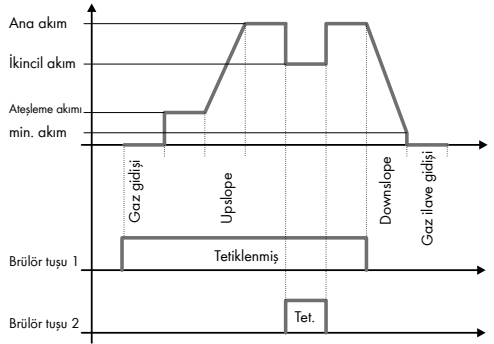 Ana akım
İkincil akım
Ateşleme akımı
min. akım
Gaz gidişi
Upslope
Downslope
Gaz ilave gidişi
Brülör tuşu 1
Tetiklenmiş
Brülör tuşu 2
Tet.